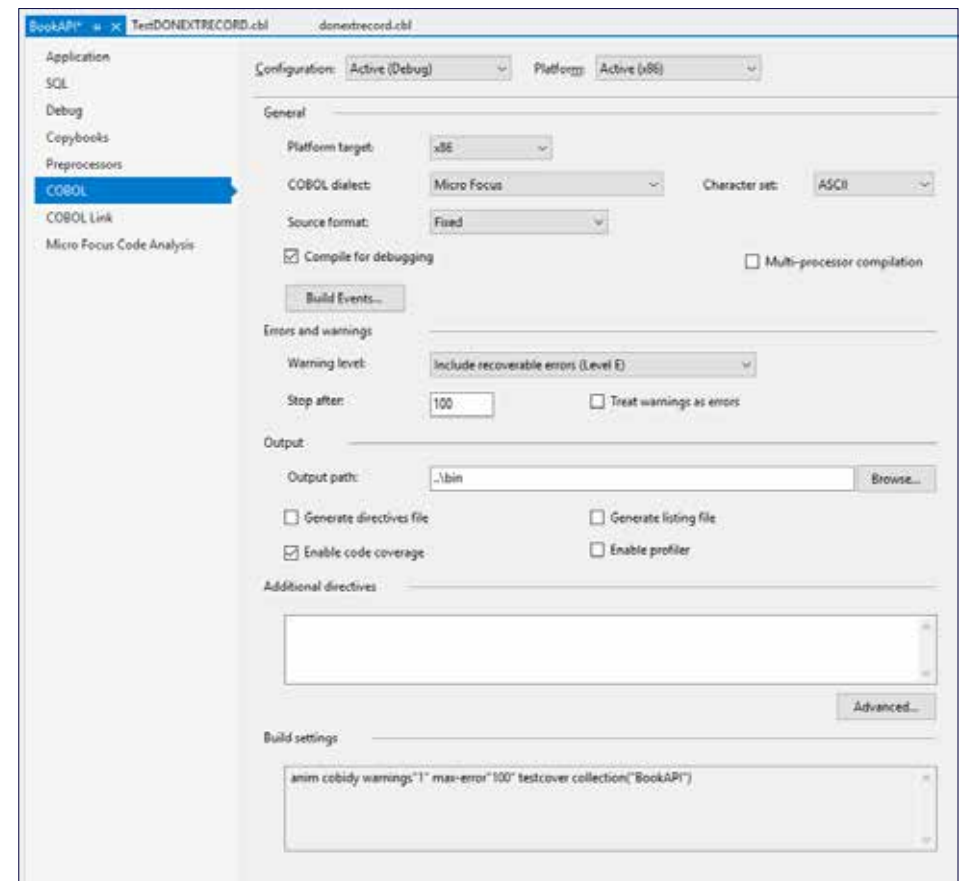 BookAPI* TestDONEXTRECORD.cbl donextrecord.cbl
Application
SQL
Debug
Copybooks
Preprocessors
COBOL
COBOL Link
Micro Focus Code Analysis
Configuration: Active (Debug) Platform: Active (x86)
General
Platform target: x86
COBOL dialect: Micro Focus Character set: ASCII
Source format: Fixed
Compile for debugging Multi-processor compilation
Build Events...
Errors and warnings
Warning level: Include recoverable errors (Level E)
Stop after: 100 Treat warnings as errors
Output
Output path: ..\bin Browse...
Generate directives file Generate listing file
Enable code coverage Enable profiler
Additional directives
Advanced...
Build settings
anim cobidy warnings"1" max-error"100" testcover collection("BookAPI")